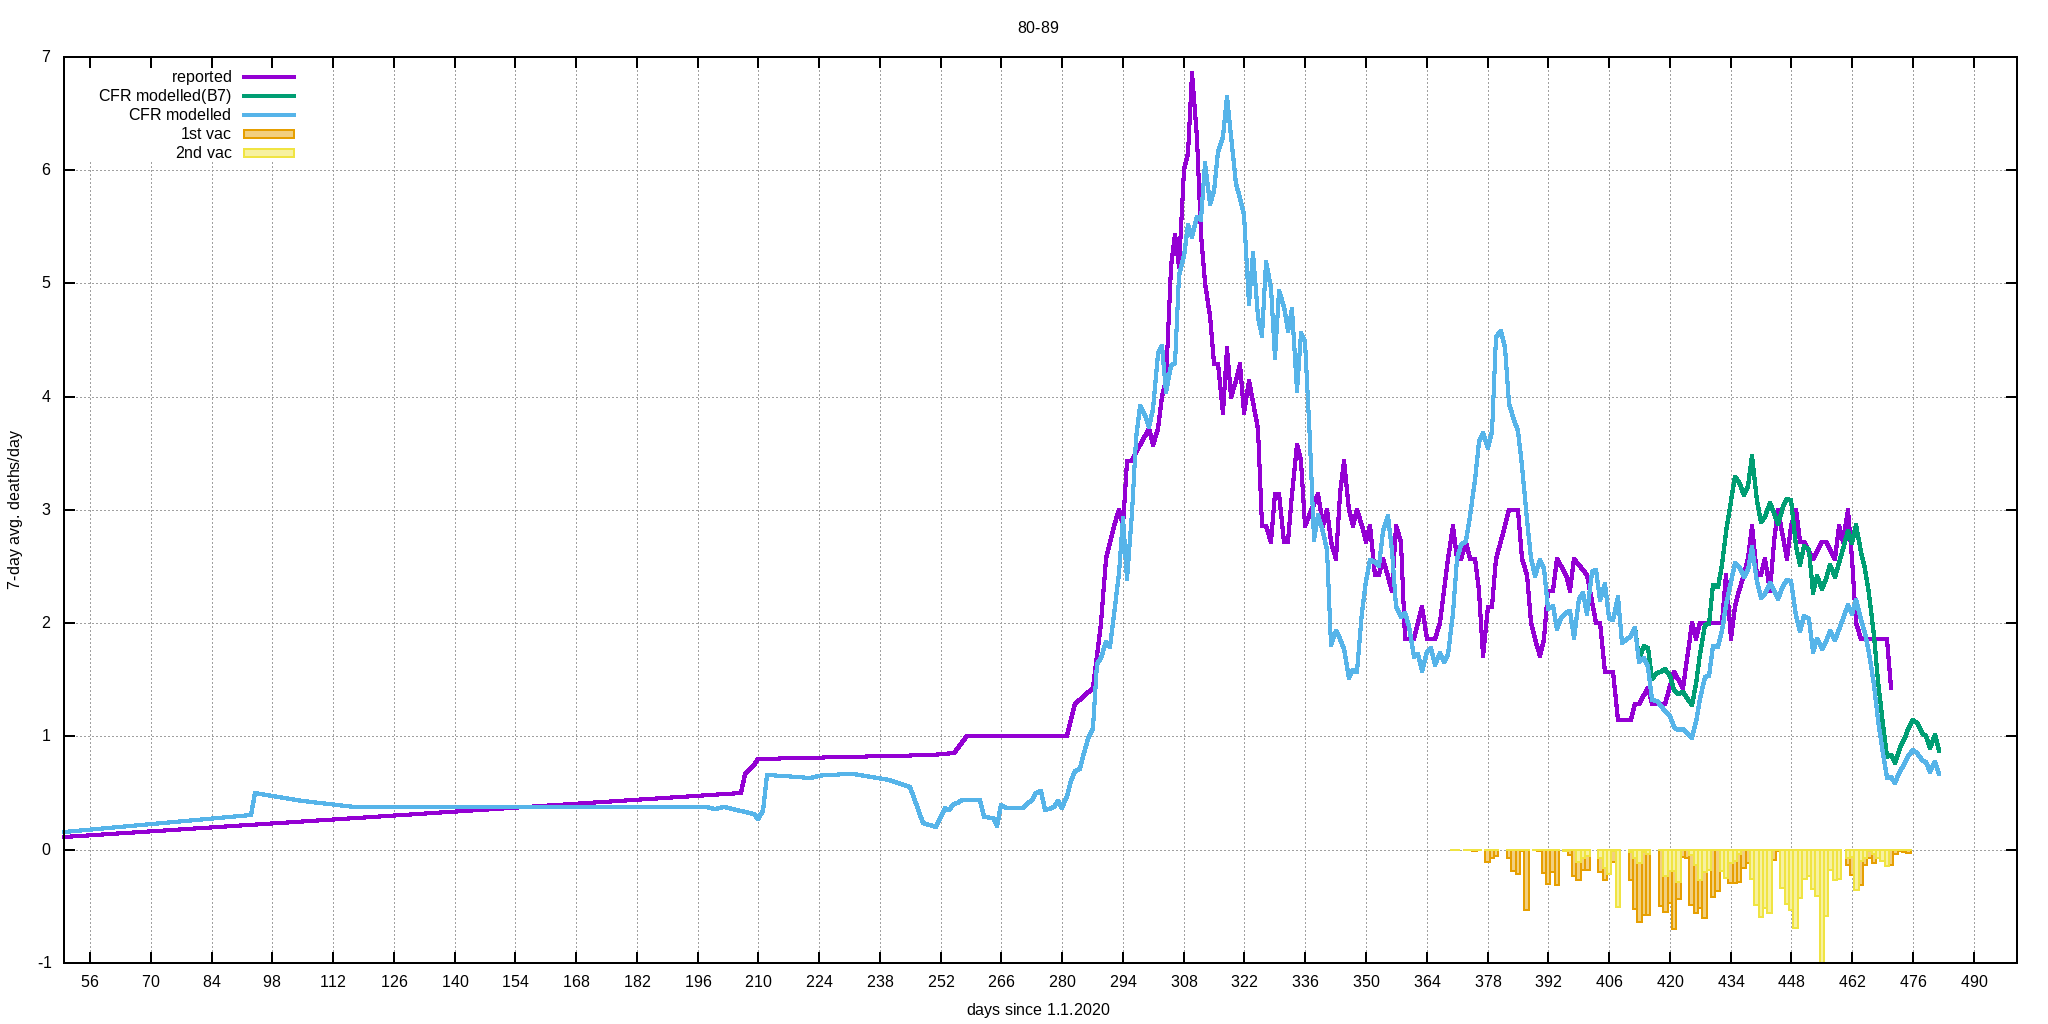 80-89
7
6
5
4
3
2
1
0
-1
7-day avg. deaths/day
reported
CFR modelled(B7)
CFR modelled
1st vac
2nd vac
56 70 84 98 112 126 140 154 168 182 196 210 224 238 252 266 280 294 308 322 336 350 364 378 392 406 420 434 448 462 476 490
days since 1.1.2020